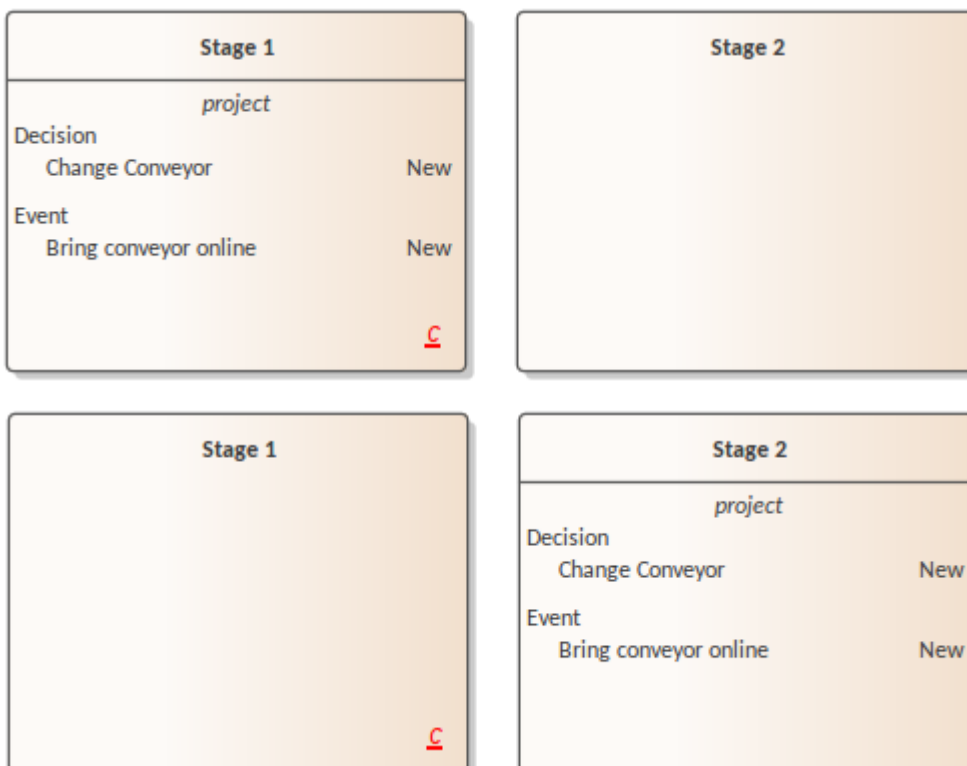 Stage 1
project
Decision
Change Conveyor New
Event
Bring conveyor online New
C
Stage 2
Stage 1
C
Stage 2
project
Decision
Change Conveyor New
Event
Bring conveyor online New